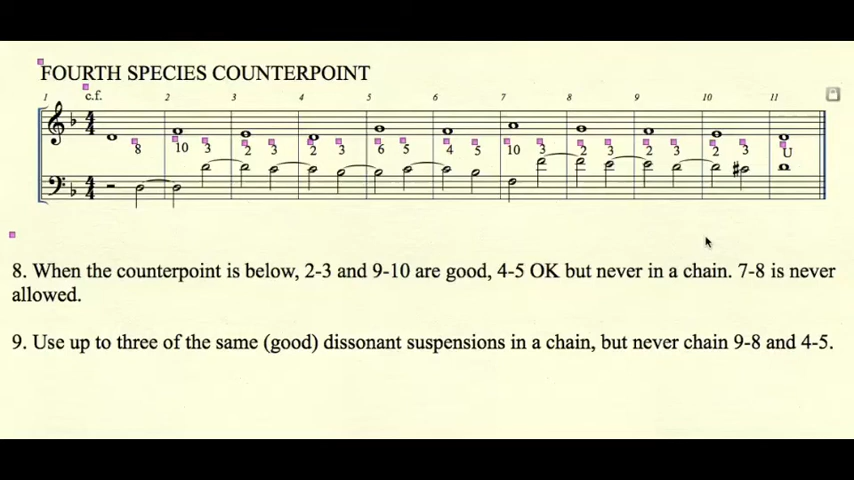 FOURTH SPECIES COUNTERPOINT
1 c.f. 2 3 4 5 6 7 8 9 10 11
8 10 3 2 3 2 3 6 5 4 5 10 3 2 3 2 3 2 3 U
8. When the counterpoint is below, 2-3 and 9-10 are good, 4-5 OK but never in a chain. 7-8 is never
allowed.
9. Use up to three of the same (good) dissonant suspensions in a chain, but never chain 9-8 and 4-5.